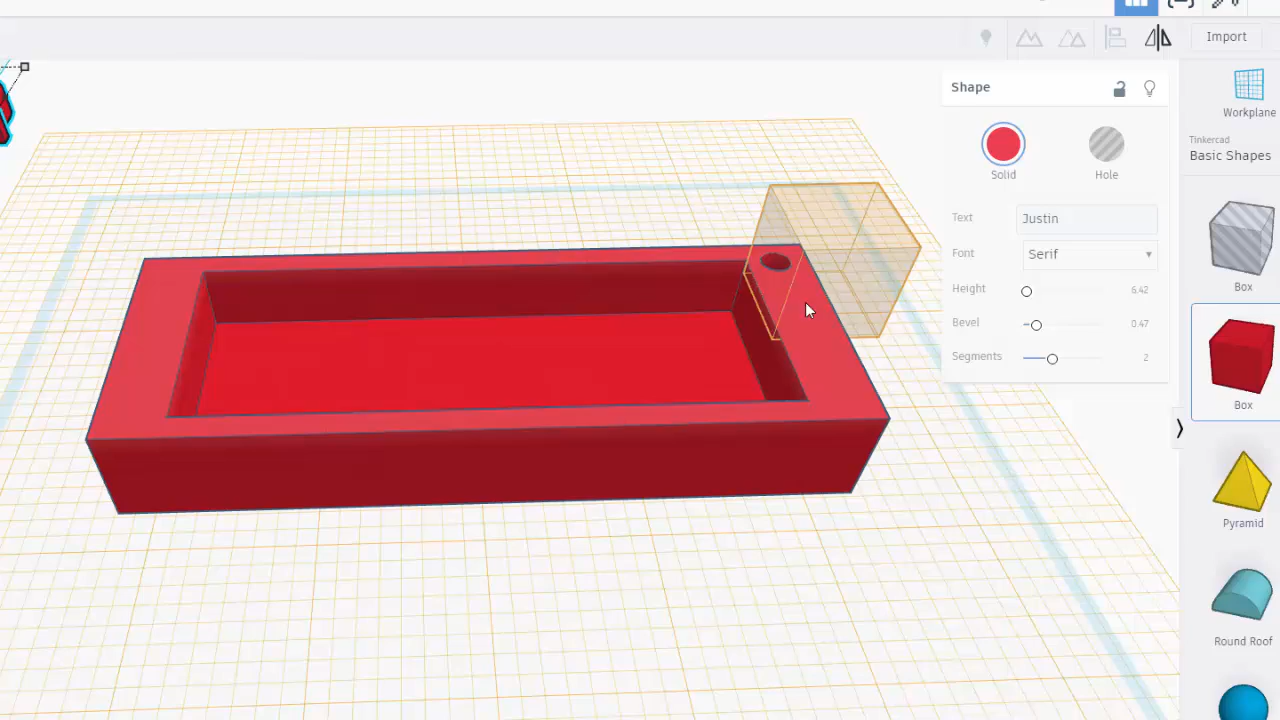 Import
Shape
Workplane
Tinkercad
Basic Shapes
Solid
Hole
Text
Justin
Font
Serif
Height
6.42
Bevel
0.47
Segments
2
Box
Box
Pyramid
Round Roof